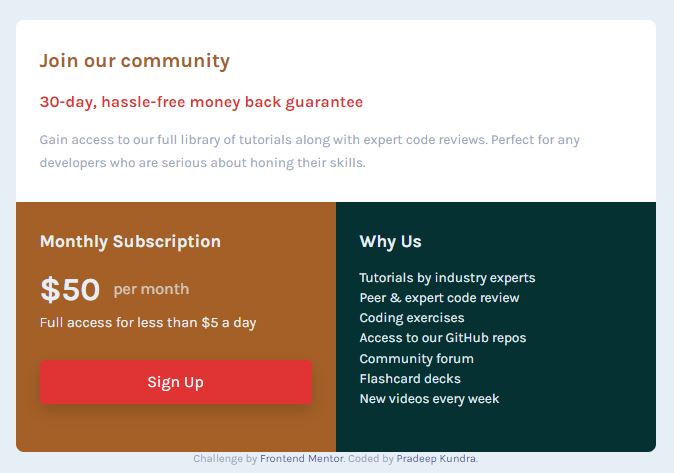 Join our community
30-day, hassle-free money back guarantee
Gain access to our full library of tutorials along with expert code reviews. Perfect for any
developers who are serious about honing their skills.
Monthly Subscription
$50 per month
Full access for less than $5 a day
Sign Up
Why Us
Tutorials by industry experts
Peer & expert code review
Coding exercises
Access to our GitHub repos
Community forum
Flashcard decks
New videos every week
Challenge by Frontend Mentor. Coded by Pradeep Kundra.